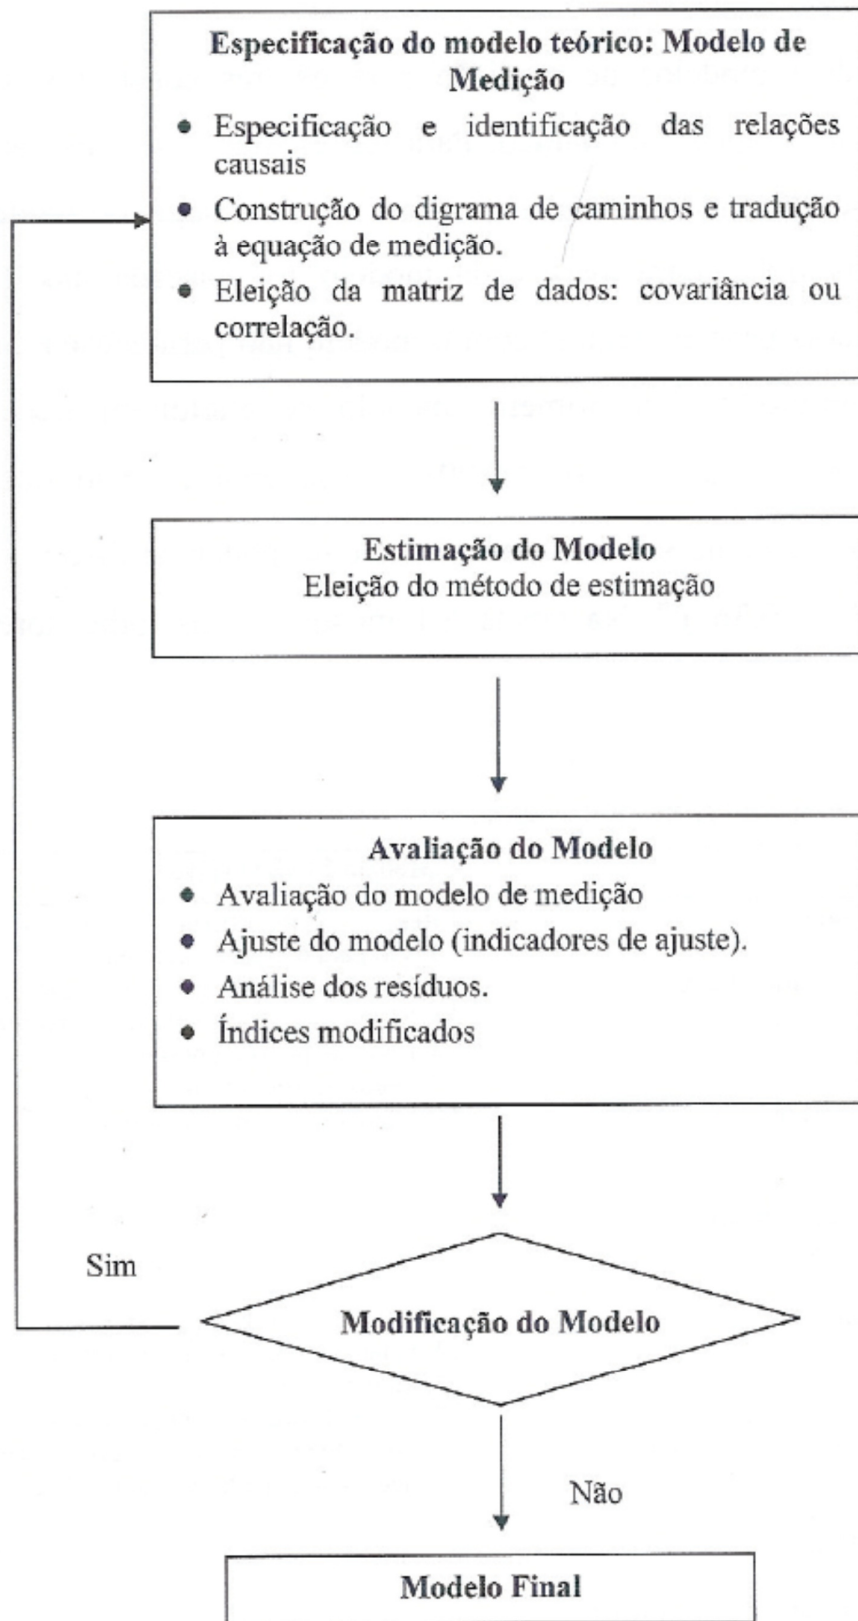 Especificação do modelo teórico: Modelo de
Medição
• Especificação e identificação das relações
causais
• Construção do digrama de caminhos e tradução
à equação de medição.
• Eleição da matriz de dados: covariância ou
correlação.
Estimação do Modelo
Eleição do método de estimação
Avaliação do Modelo
• Avaliação do modelo de medição
• Ajuste do modelo (indicadores de ajuste).
• Análise dos resíduos.
• Índices modificados
Sim
Modificação do Modelo
Não
Modelo Final